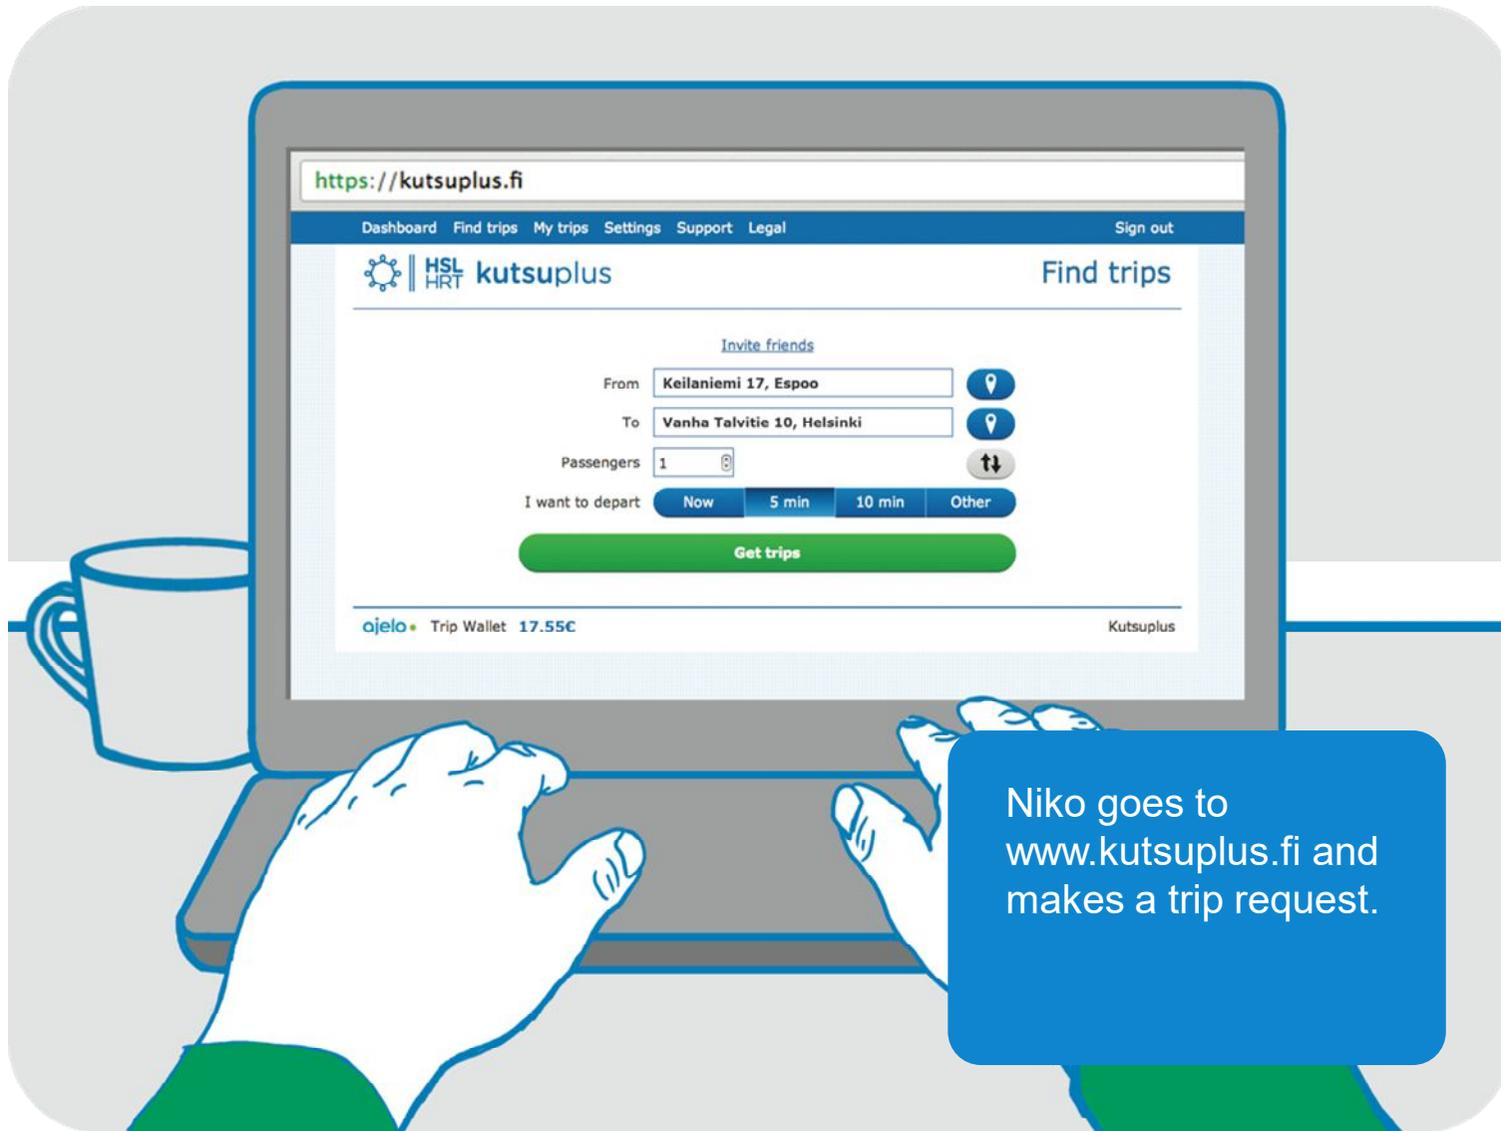 https://kutsuplus.fi
Dashboard Find trips My trips Settings Support Legal Sign out
HSL
HRT
kutsuplus
Find trips
Invite friends
From Keilaniemi 17, Espoo
To Vanha Talvitie 10, Helsinki
Passengers 1
I want to depart Now 5 min 10 min Other
Get trips
ajelo Trip Wallet 17.55€ Kutsuplus
Niko goes to
www.kutsuplus.fi and
makes a trip request.